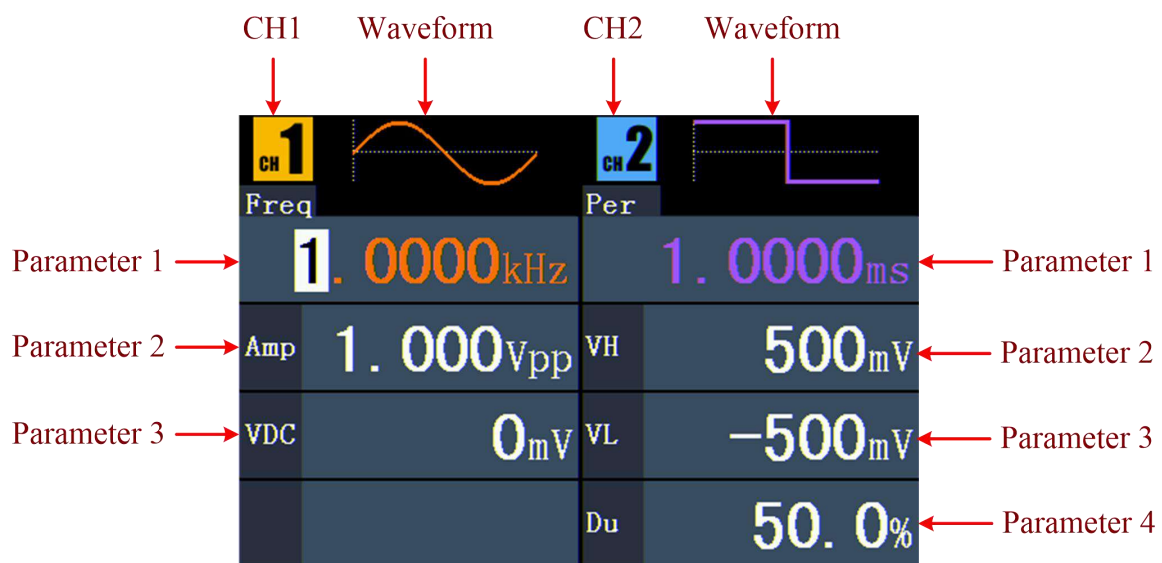 CH1 Waveform CH2 Waveform
CH 1 CH 2
Freq Per
Parameter 1 1.0000kHz 1.0000ms Parameter 1
Parameter 2 Amp 1.000Vpp VH 500mV Parameter 2
Parameter 3 VDC 0mV VL -500mV Parameter 3
Du 50.0% Parameter 4